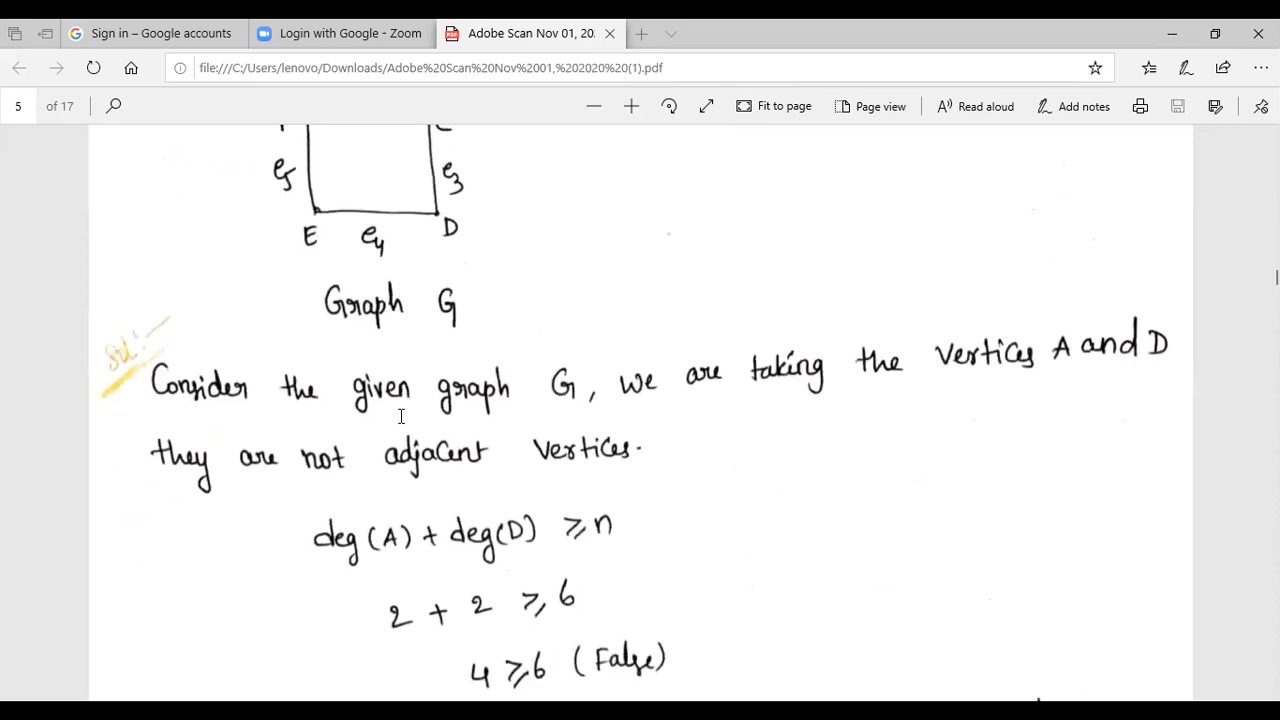 Sign in – Google accounts
Login with Google - Zoom
Adobe Scan Nov 01, 202
file:///C:/Users/lenovo/Downloads/Adobe%20Scan%20Nov%2001,%202020%20(1).pdf
5 of 17
Fit to page
Page view
Read aloud
Add notes
e5
e3
E e4 D
Graph G
Sol:
Consider the given graph G, we are taking the vertices A and D
they are not adjacent vertices.
deg(A) + deg(D) ≥ n
2 + 2 ≥ 6
4 ≥ 6 (False)